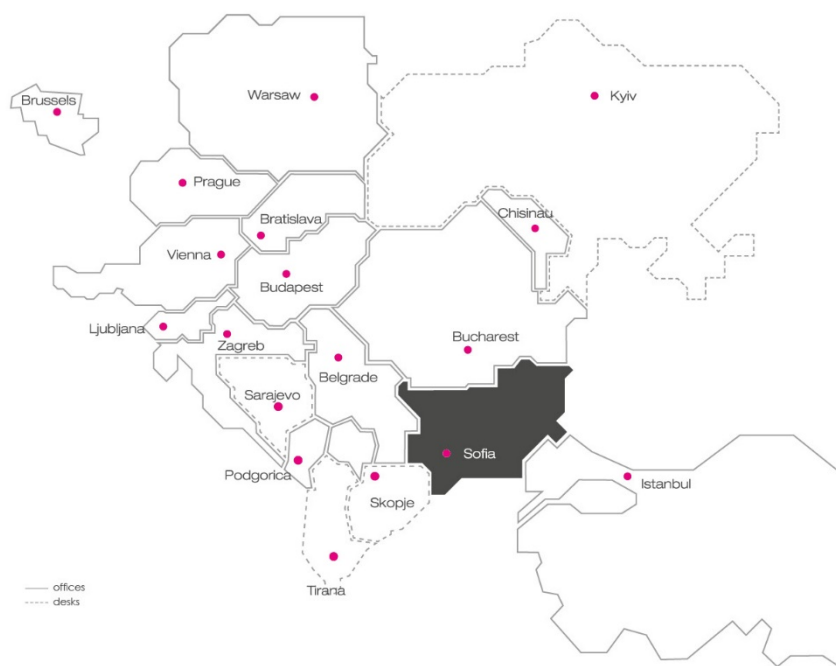 Warsaw
Kyiv
Brussels
Prague
Chisinau
Bratislava
Vienna
Budapest
Ljubljana
Zagreb
Bucharest
Belgrade
Sarajevo
Sofia
Podgorica
Istanbul
Skopje
Tirana
offices
desks